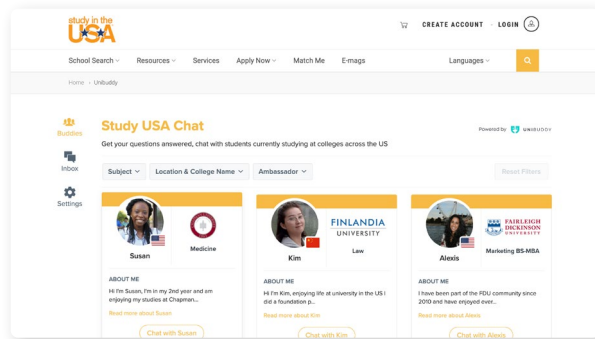 study in the
USA
CREATE ACCOUNT · LOGIN
School Search
Resources
Services
Apply Now
Match Me
E-mags
Languages
Home
Unibuddy
Buddies
Inbox
Settings
Study USA Chat
Powered by UNIBUDDY
Get your questions answered, chat with students currently studying at colleges across the US
Subject
Location & College Name
Ambassador
Reset Filters
Susan
Medicine
ABOUT ME
Hi I'm Susan, I'm in my 2nd year and am
enjoying my studies at Chapman...
Read more about Susan
Chat with Susan
FINLANDIA
UNIVERSITY
Kim
Law
ABOUT ME
Hi I'm Kim, enjoying life at university in the US I
did a foundation p...
Read more about Kim
Chat with Kim
FAIRLEIGH
DICKINSON
UNIVERSITY
Alexis
Marketing BS-MBA
ABOUT ME
I have been part of the FDU community since
2010 and have enjoyed over...
Read more about Alexis
Chat with Alexis